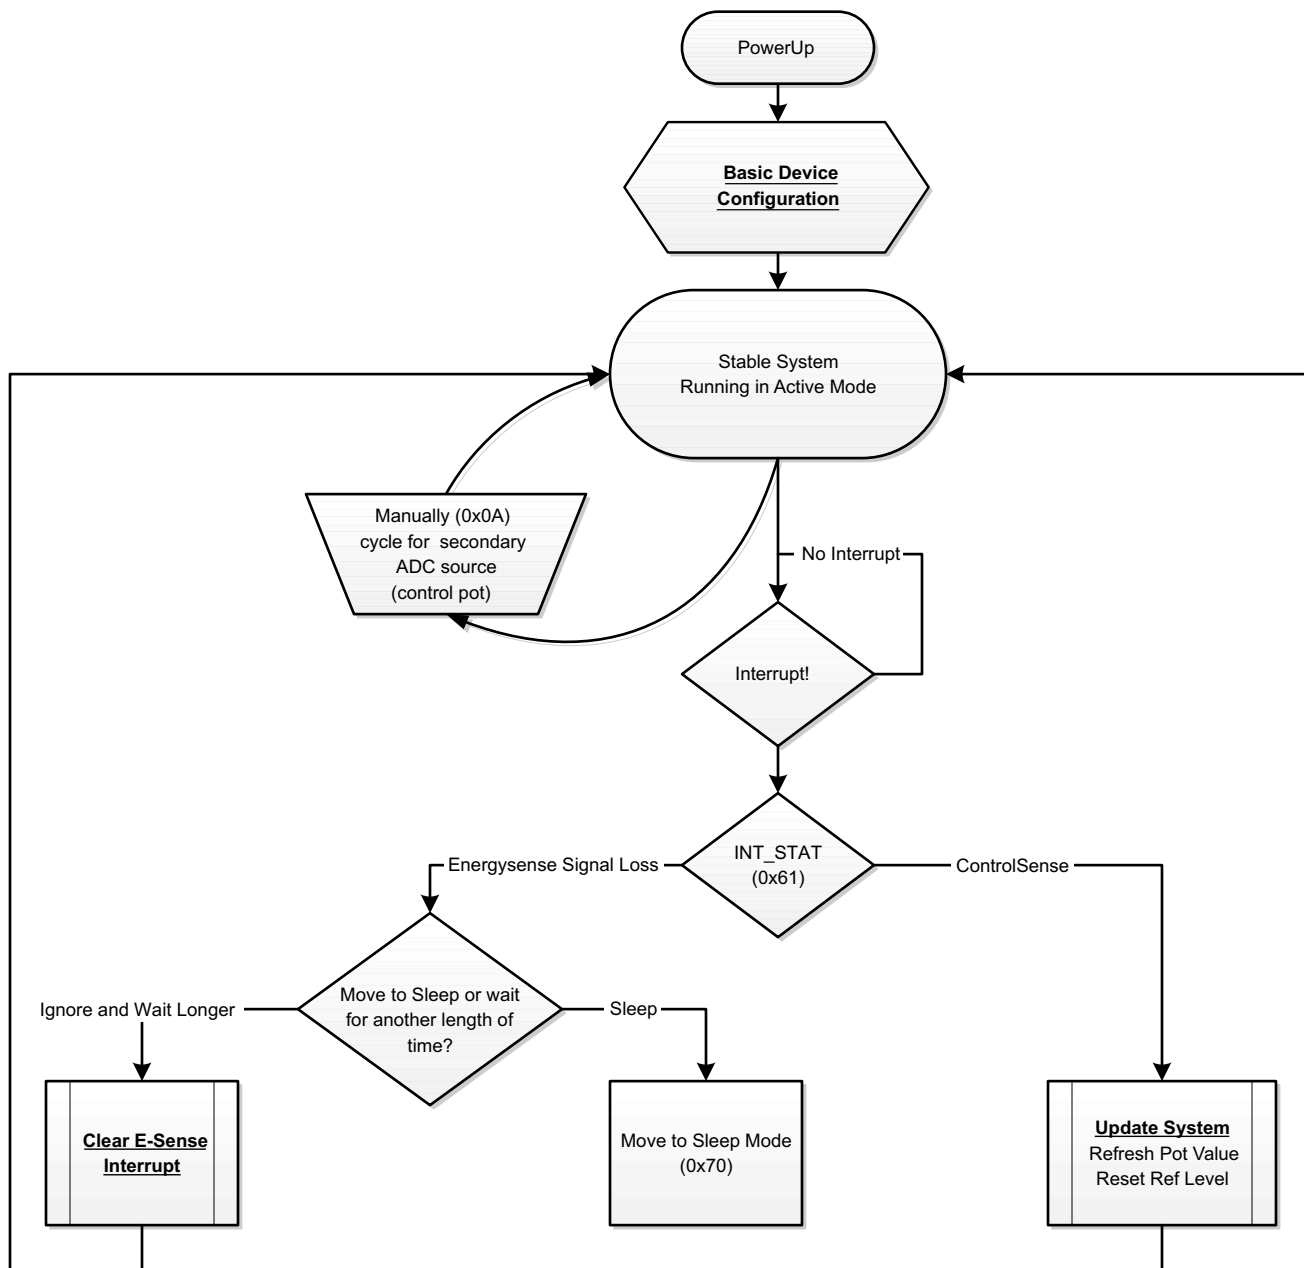 PowerUp
Basic Device
Configuration
Stable System
Running in Active Mode
Manually (0x0A)
cycle for secondary
ADC source
(control pot)
No Interrupt
Interrupt!
INT_STAT
(0x61)
Energysense Signal Loss
ControlSense
Move to Sleep or wait
for another length of
time?
Ignore and Wait Longer
Sleep
Clear E-Sense
Interrupt
Move to Sleep Mode
(0x70)
Update System
Refresh Pot Value
Reset Ref Level